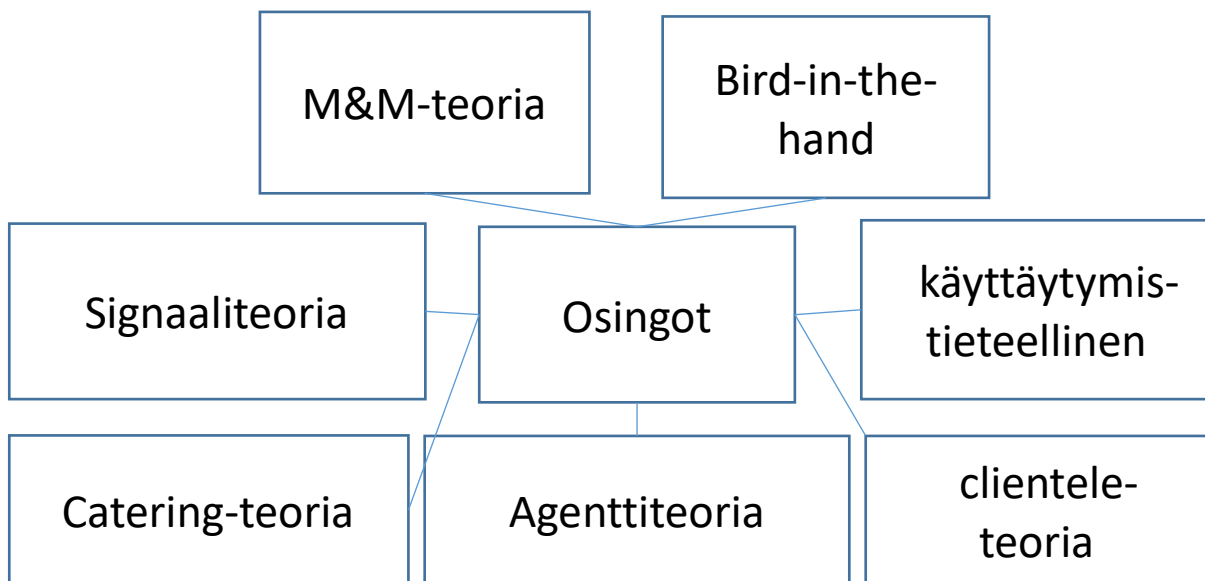 M&M-teoria
Bird-in-the-
hand
Signaaliteoria
Osingot
käyttäytymis-
tieteellinen
Catering-teoria
Agenttiteoria
clientele-
teoria